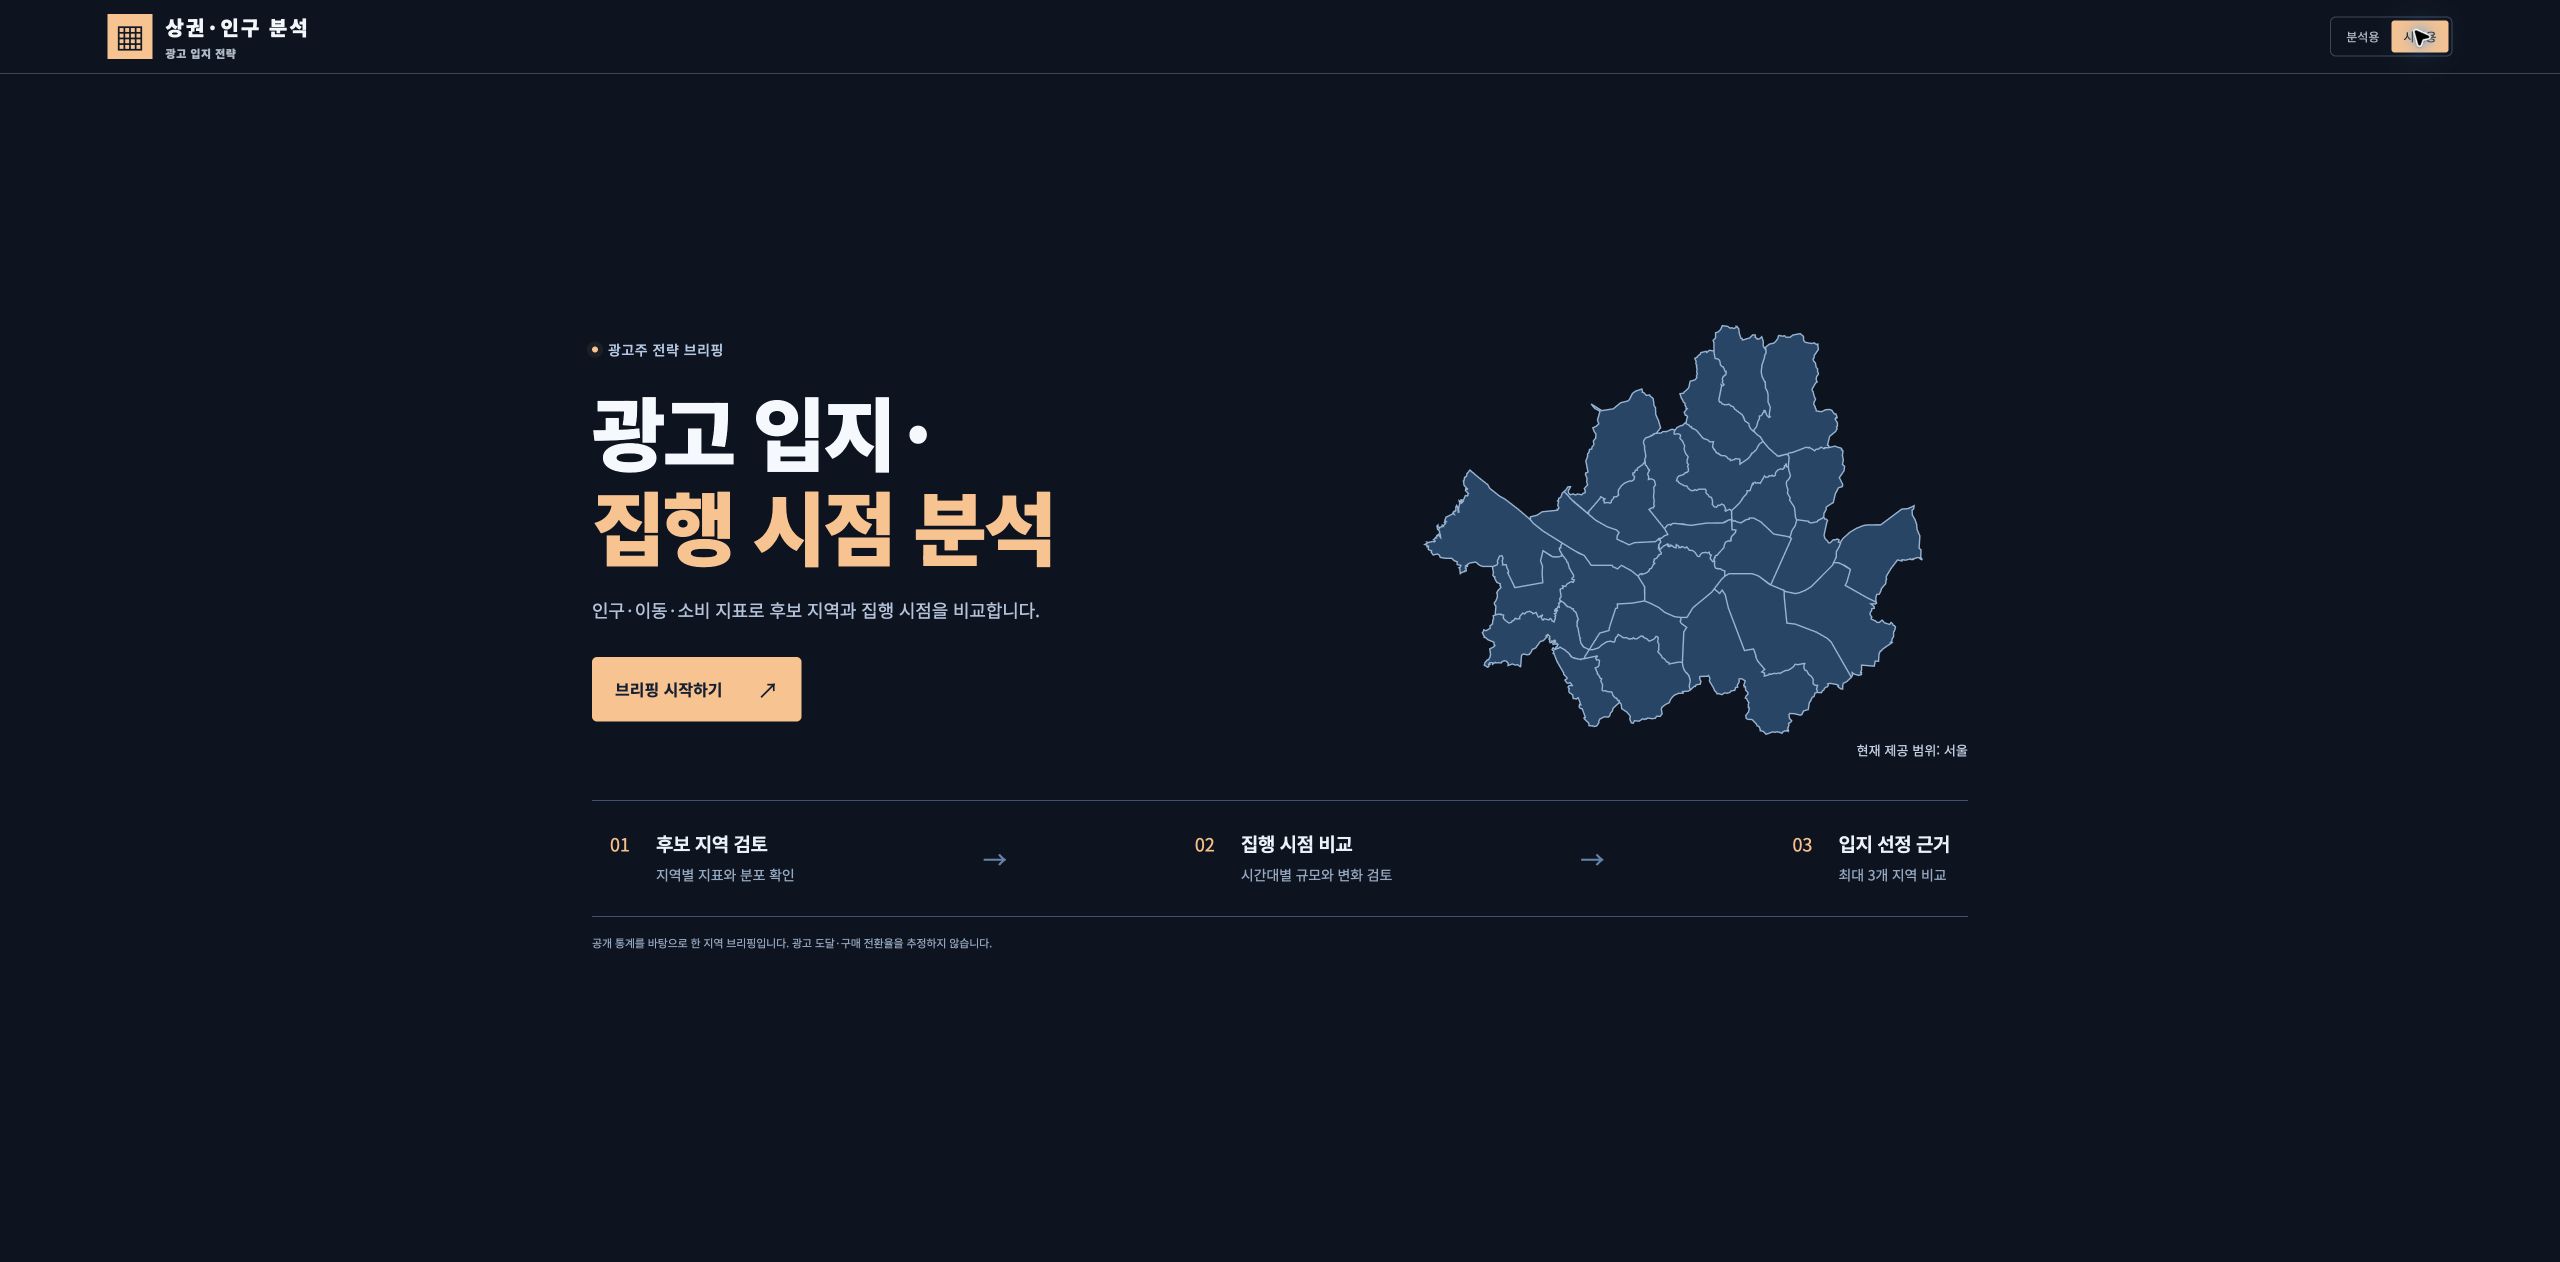 상권·인구 분석
광고 입지 전략
분석용
광고주 전략 브리핑
광고 입지·
집행 시점 분석
인구·이동·소비 지표로 후보 지역과 집행 시점을 비교합니다.
브리핑 시작하기 ↗
현재 제공 범위: 서울
01 후보 지역 검토
지역별 지표와 분포 확인
→
02 집행 시점 비교
시간대별 규모와 변화 검토
→
03 입지 선정 근거
최대 3개 지역 비교
공개 통계를 바탕으로 한 지역 브리핑입니다. 광고 도달·구매 전환율을 추정하지 않습니다.